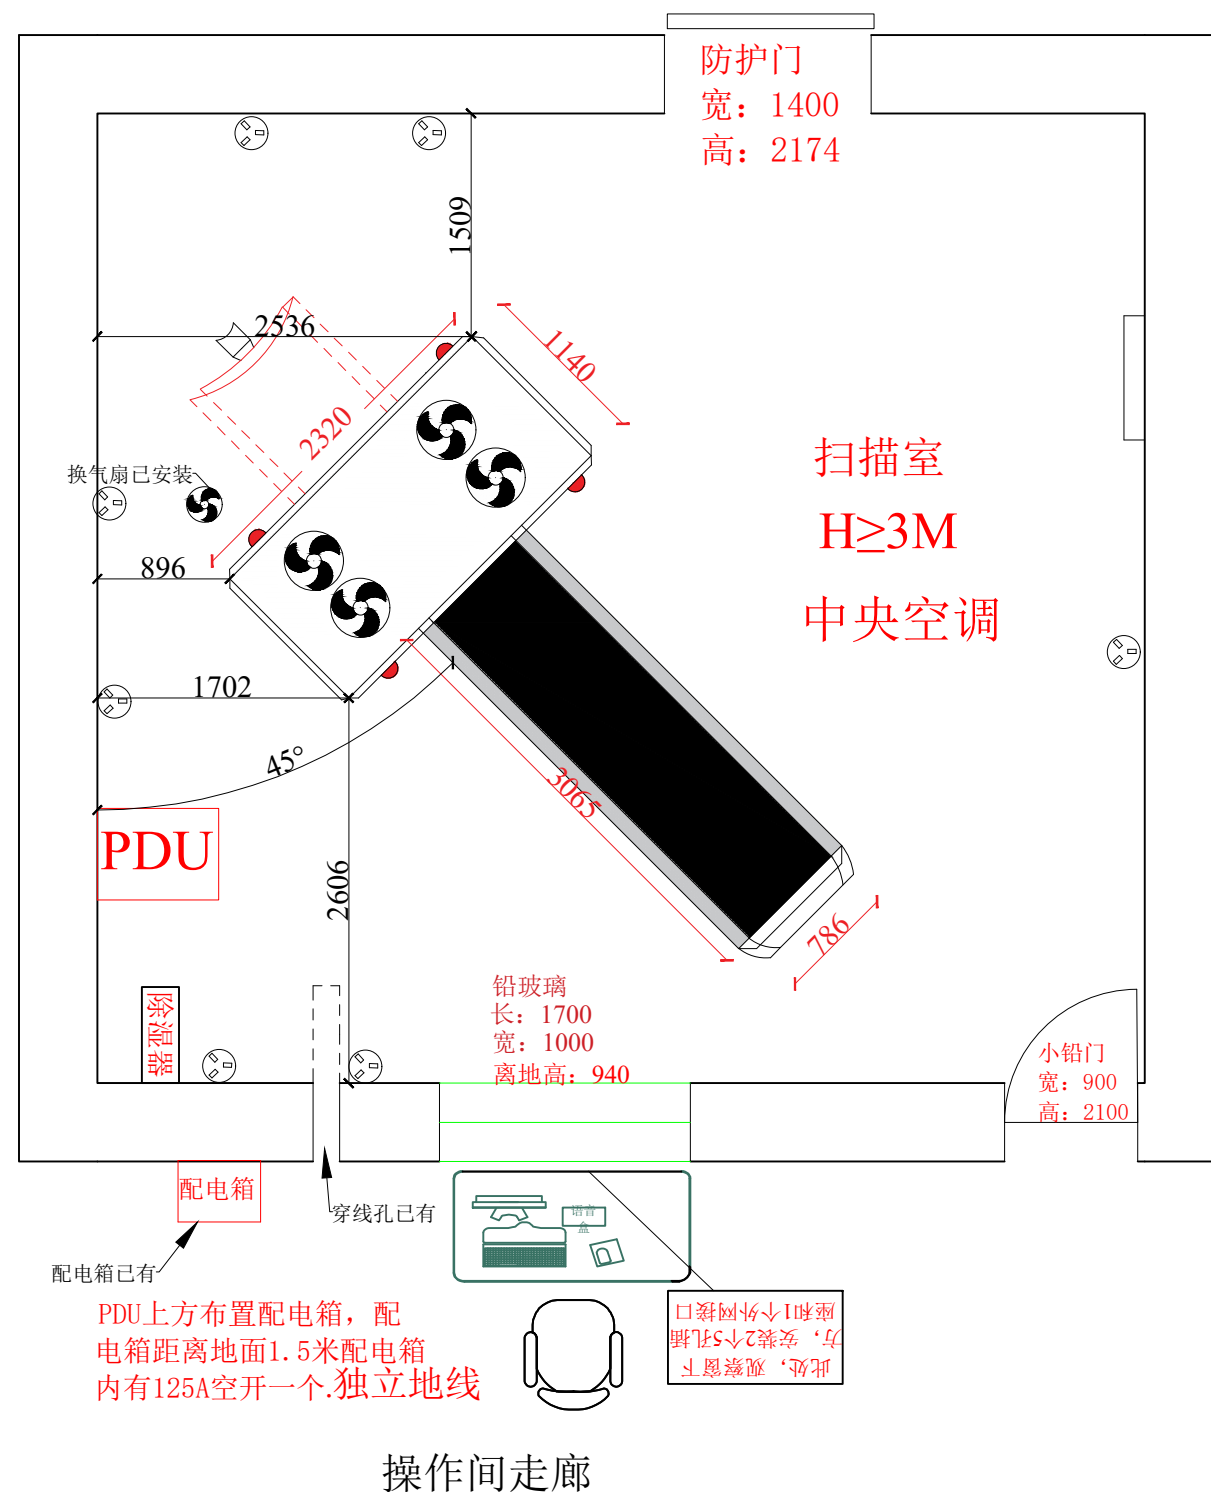 防护门
宽：1400
高：2174
1509
2536
1140
2320
换气扇已安装
扫描室
H≥3M
中央空调
896
1702
45°
3065
PDU
2606
786
除湿器
铅玻璃
长：1700
宽：1000
离地高：940
小铅门
宽：900
高：2100
配电箱
穿线孔已有
语音
盒
配电箱已有
此处，观察窗下
方，安装2个5孔插
座和1个外网接口
PDU上方布置配电箱，配
电箱距离地面1.5米配电箱
内有125A空开一个.独立地线
操作间走廊